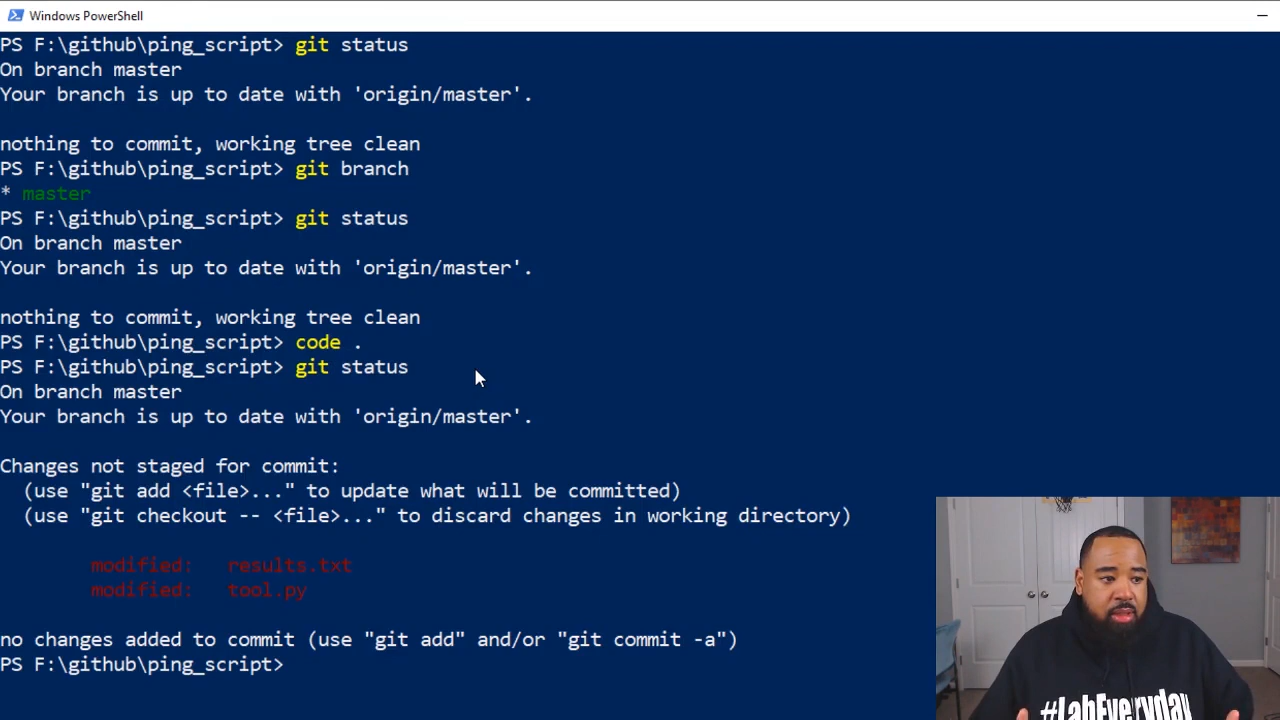 Windows PowerShell
PS F:\github\ping_script> git status
On branch master
Your branch is up to date with 'origin/master'.
nothing to commit, working tree clean
PS F:\github\ping_script> git branch
* master
PS F:\github\ping_script> git status
On branch master
Your branch is up to date with 'origin/master'.
nothing to commit, working tree clean
PS F:\github\ping_script> code .
PS F:\github\ping_script> git status
On branch master
Your branch is up to date with 'origin/master'.
Changes not staged for commit:
(use "git add <file>..." to update what will be committed)
(use "git checkout -- <file>..." to discard changes in working directory)
modified: results.txt
modified: tool.py
no changes added to commit (use "git add" and/or "git commit -a")
PS F:\github\ping_script>
#LabEveryday